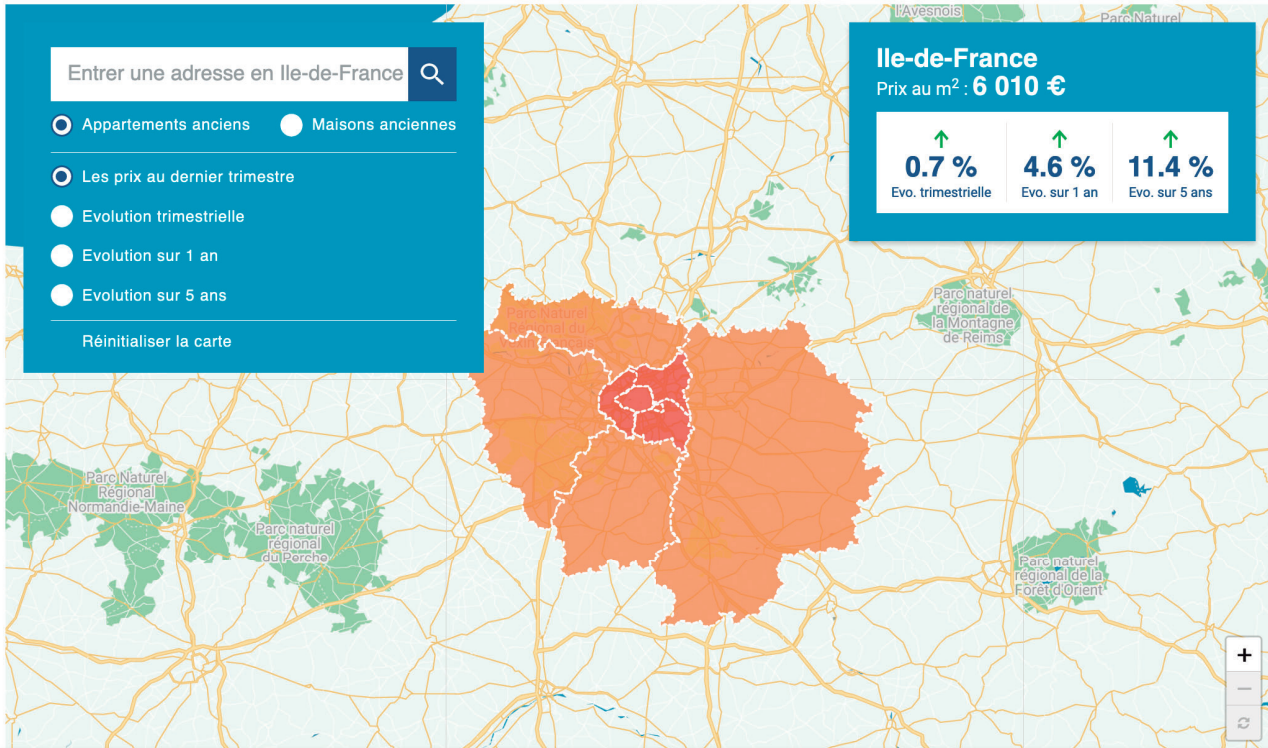 Entrer une adresse en Ile-de-France
Appartements anciens
Maisons anciennes
Les prix au dernier trimestre
Evolution trimestrielle
Evolution sur 1 an
Evolution sur 5 ans
Réinitialiser la carte
Ile-de-France
Prix au m² : 6 010 €
0.7 %
Evo. trimestrielle
4.6 %
Evo. sur 1 an
11.4 %
Evo. sur 5 ans
l'Avesnois
Parc Naturel
Parc naturel
régional de
la Montagne
de Reims
Parc Naturel
Régional du
Parc Naturel
Régional
Normandie-Maine
Parc naturel
régional
du Perche
Parc naturel
régional de la
Forêt d'Orient
+
−